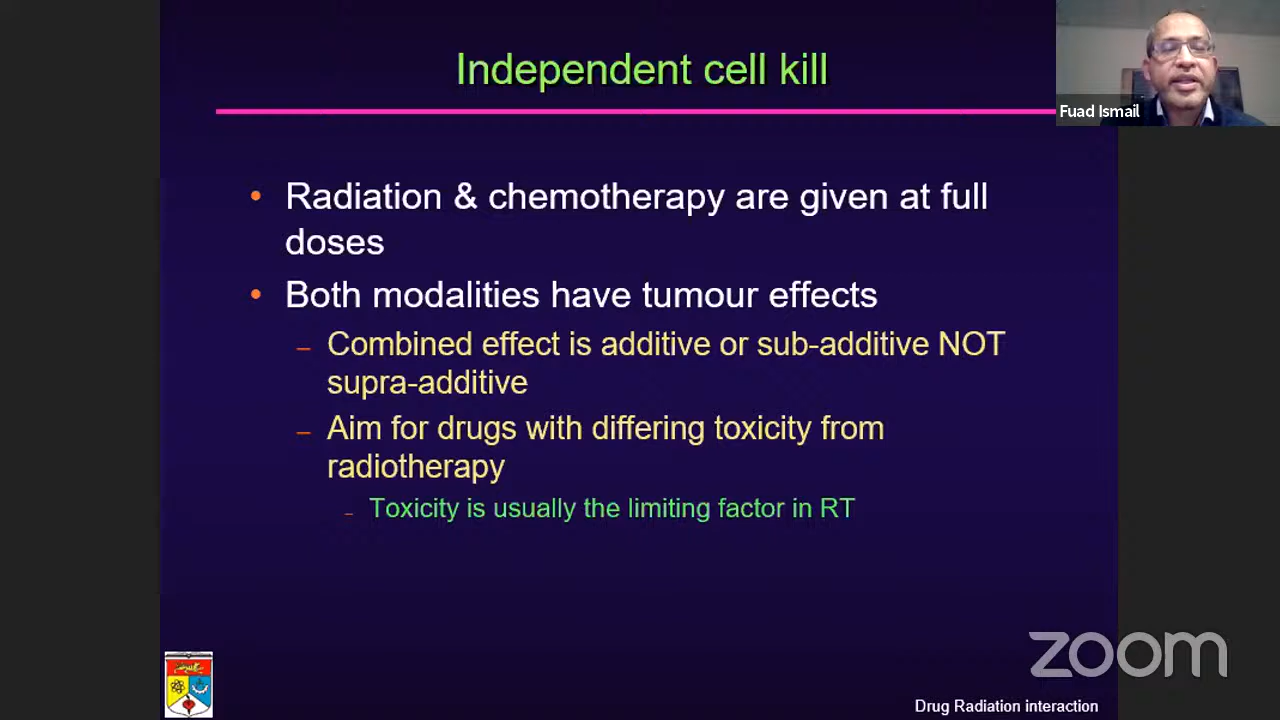 Independent cell kill
Fuad Ismail
• Radiation & chemotherapy are given at full
doses
• Both modalities have tumour effects
– Combined effect is additive or sub-additive NOT
supra-additive
– Aim for drugs with differing toxicity from
radiotherapy
– Toxicity is usually the limiting factor in RT
zoom
Drug Radiation interaction